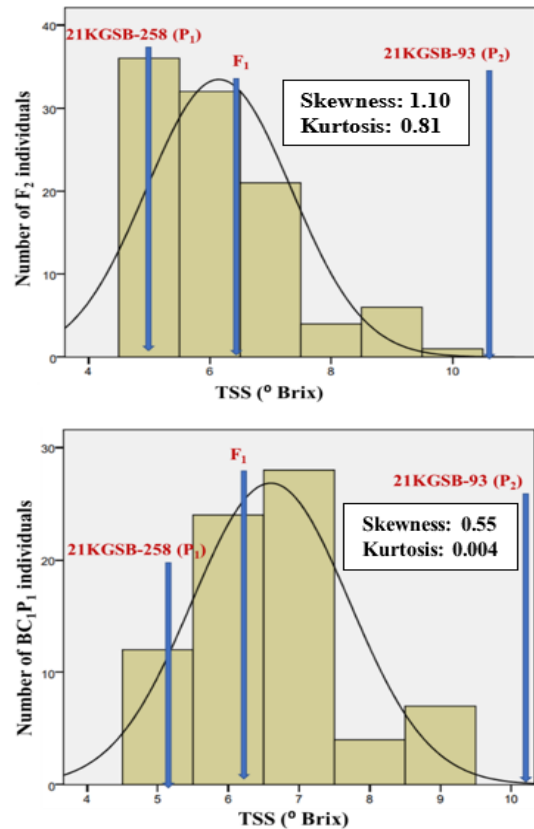 21KGSB-258 (P₁)
F₁
21KGSB-93 (P₂)
Skewness: 1.10
Kurtosis: 0.81
Number of F₂ individuals
40
30
20
10
0
4 6 8 10
TSS (⁰ Brix)
F₁
21KGSB-93 (P₂)
21KGSB-258 (P₁)
Skewness: 0.55
Kurtosis: 0.004
Number of BC₁P₁ individuals
30
20
10
0
4 5 6 7 8 9 10
TSS (⁰ Brix)